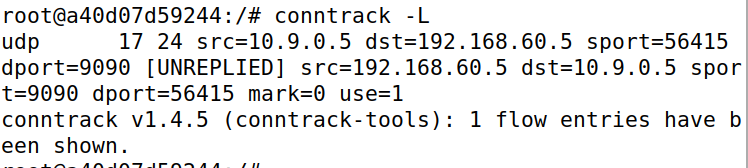 root@a40d07d59244:/# conntrack -L
udp      17 24 src=10.9.0.5 dst=192.168.60.5 sport=56415
dport=9090 [UNREPLIED] src=192.168.60.5 dst=10.9.0.5 spor
t=9090 dport=56415 mark=0 use=1
conntrack v1.4.5 (conntrack-tools): 1 flow entries have b
een shown.
root@a40d07d59244:/#